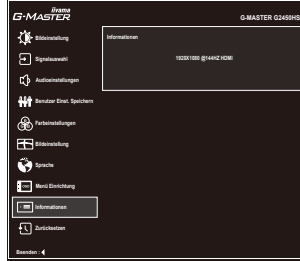 iiyama
G-MASTER
G-MASTER G2450HS
Bildeinstellung
Informationen
Signalauswahl
1920X1080 @144HZ HDMI
Audioeinstellungen
Benutzer Einst. Speichern
Farbeinstellungen
Bildeinstellung
Sprache
OSD
Menü Einrichtung
Informationen
Zurücksetzen
Beenden :